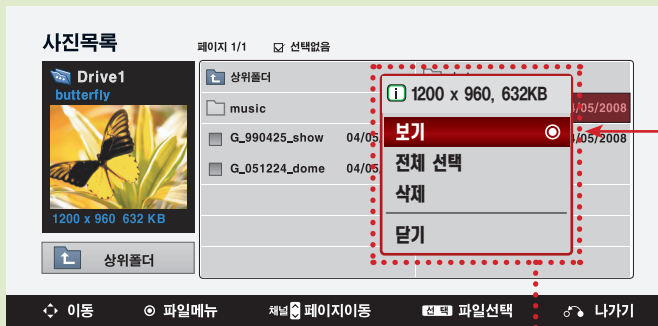 사진목록
페이지 1/1 선택없음
Drive1
butterfly
1200 x 960 632 KB
상위폴더
상위폴더
music
G_990425_show 04/05
G_051224_dome 04/05
/05/2008
/05/2008
1200 x 960, 632KB
보기
전체 선택
삭제
닫기
이동 파일메뉴 채널 페이지이동 선택 파일선택 나가기